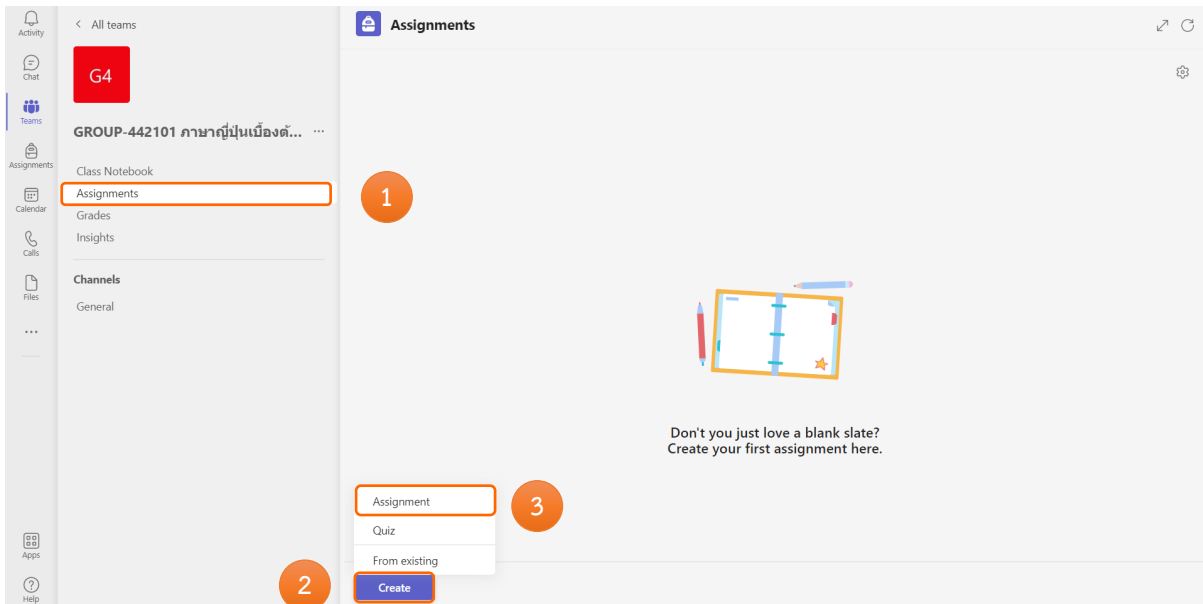 Activity
Chat
Teams
Assignments
Calendar
Calls
Files
Apps
Help
All teams
G4
GROUP-442101 ภาษาญี่ปุ่นเบื้องต้...
Class Notebook
Assignments
Grades
Insights
Channels
General
Assignments
1
Don't you just love a blank slate?
Create your first assignment here.
Assignment
3
Quiz
From existing
2
Create